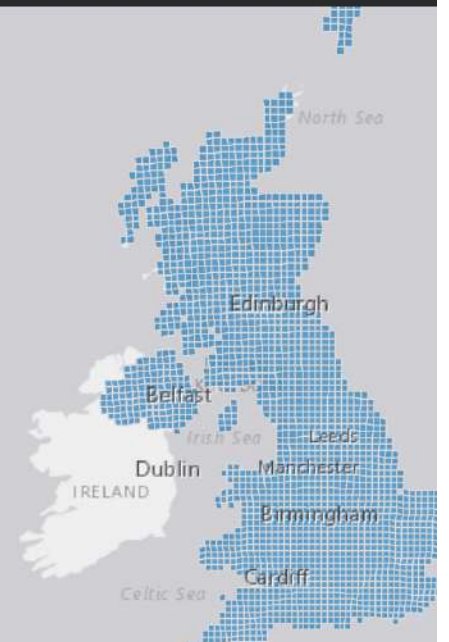 North Sea
Edinburgh
Belfast
Irish Sea
Leeds
Dublin
Manchester
IRELAND
Birmingham
Cardiff
Celtic Sea